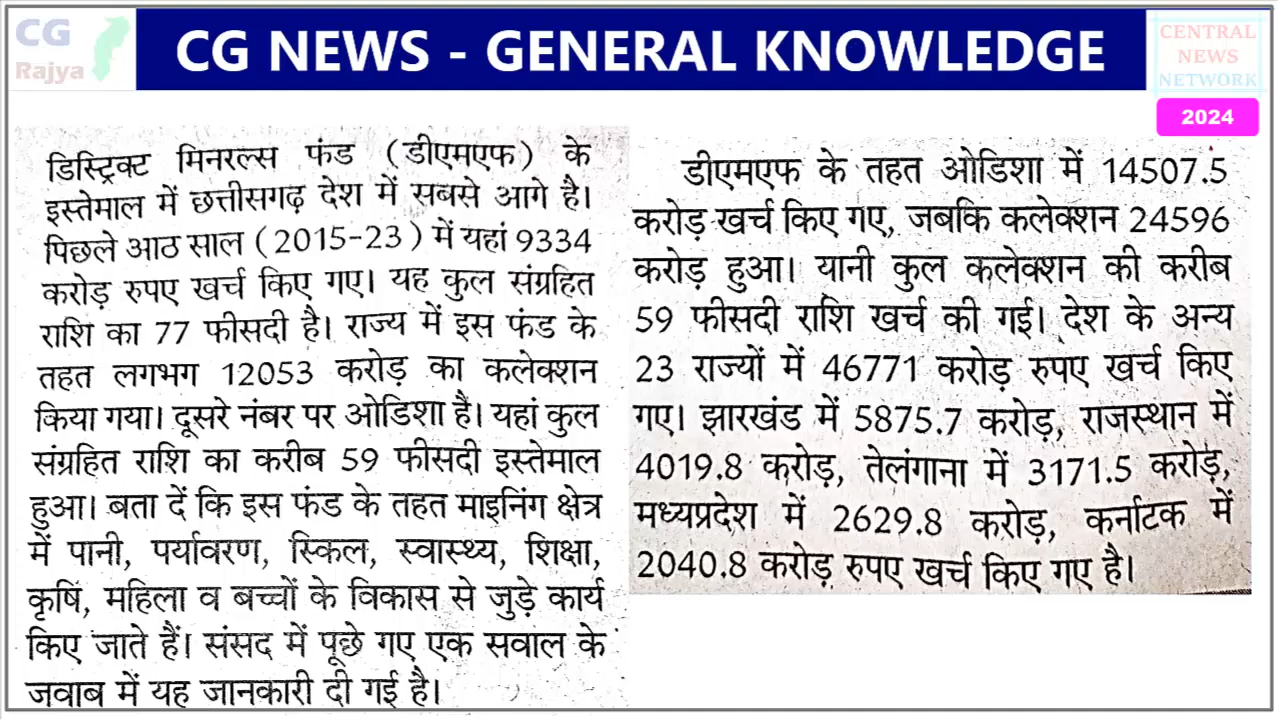 CG
Rajya
CG NEWS - GENERAL KNOWLEDGE
CENTRAL
NEWS
NETWORK
2024
डिस्ट्रिक्ट मिनरल्स फंड (डीएमएफ) के
इस्तेमाल में छत्तीसगढ़ देश में सबसे आगे है।
पिछले आठ साल (2015-23) में यहां 9334
करोड़ रुपए खर्च किए गए। यह कुल संग्रहित
राशि का 77 फीसदी है। राज्य में इस फंड के
तहत लगभग 12053 करोड़ का कलेक्शन
किया गया। दूसरे नंबर पर ओडिशा है। यहां कुल
संग्रहित राशि का करीब 59 फीसदी इस्तेमाल
हुआ। बता दें कि इस फंड के तहत माइनिंग क्षेत्र
में पानी, पर्यावरण, स्किल, स्वास्थ्य, शिक्षा,
कृषि, महिला व बच्चों के विकास से जुड़े कार्य
किए जाते हैं। संसद में पूछे गए एक सवाल के
जवाब में यह जानकारी दी गई है।
डीएमएफ के तहत ओडिशा में 14507.5
करोड़ खर्च किए गए, जबकि कलेक्शन 24596
करोड़ हुआ। यानी कुल कलेक्शन की करीब
59 फीसदी राशि खर्च की गई। देश के अन्य
23 राज्यों में 46771 करोड़ रुपए खर्च किए
गए। झारखंड में 5875.7 करोड़, राजस्थान में
4019.8 करोड़, तेलंगाना में 3171.5 करोड़,
मध्यप्रदेश में 2629.8 करोड़, कर्नाटक में
2040.8 करोड़ रुपए खर्च किए गए है।